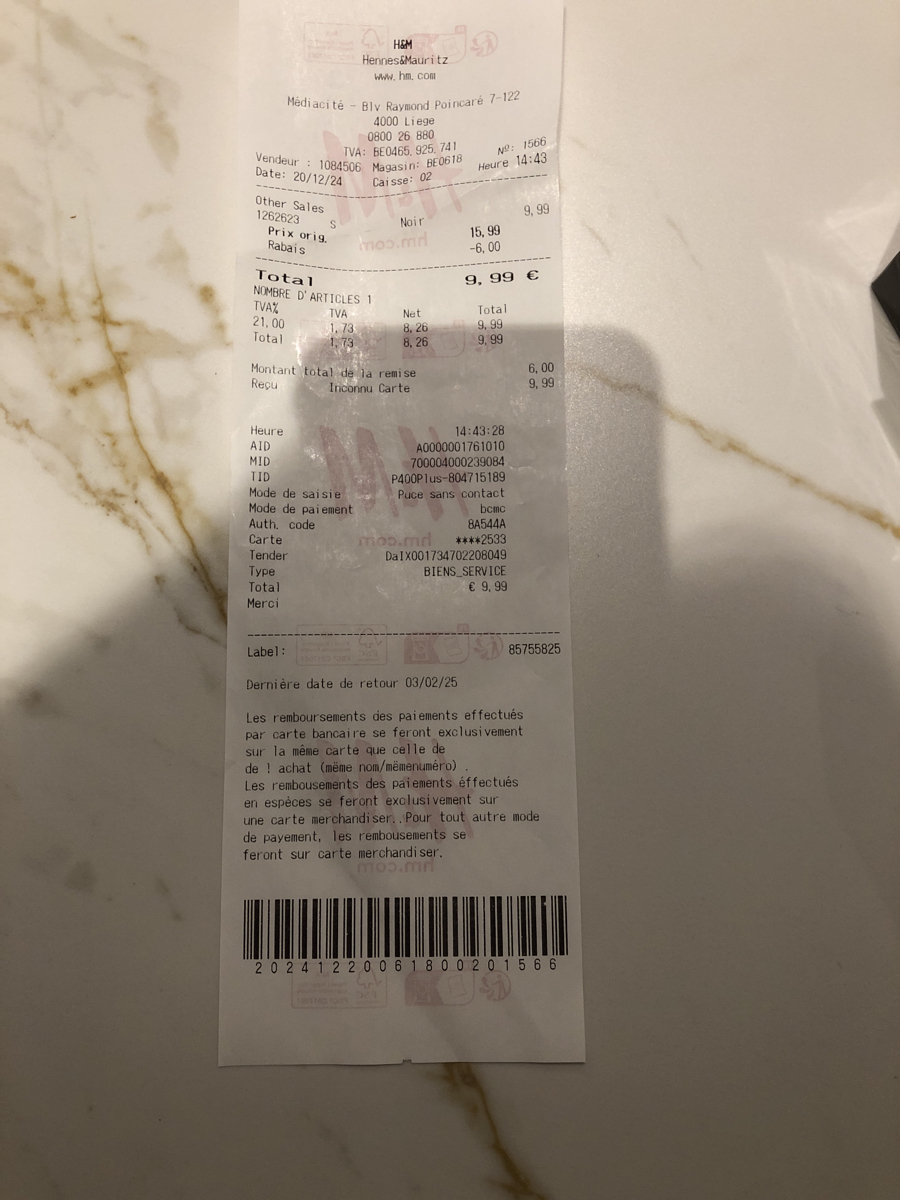 H&M
Hennes&Mauritz
www.hm.com
Médiacité - Blv Raymond Poincaré 7-122
4000 Liege
0800 26 880
TVA: BE0465.925.741
Vendeur : 1084506 Magasin: BE0618 Nº: 1566
Date: 20/12/24 Caisse: 02 Heure 14:43
Other Sales 9,99
1262623 S Noir
Prix orig. 15,99
Rabais -6,00
Total 9,99 €
NOMBRE D'ARTICLES 1
TVA% TVA Net Total
21,00 1,73 8,26 9,99
Total 1,73 8,26 9,99
Montant total de la remise 6,00
Reçu Inconnu Carte 9,99
Heure 14:43:28
AID A0000001761010
MID 700004000239084
TID P400Plus-804715189
Mode de saisie Puce sans contact
Mode de paiement bcmc
Auth. code 8A544A
Carte ****2533
Tender DaIX001734702208049
Type BIENS_SERVICE
Total € 9,99
Merci
Label: 85755825
Dernière date de retour 03/02/25
Les remboursements des paiements effectués
par carte bancaire se feront exclusivement
sur la même carte que celle de
de ! achat (même nom/mêmenuméro) .
Les rembousements des paiements éffectués
en espèces se feront exclusivement sur
une carte merchandiser..Pour tout autre mode
de payement, les rembousements se
feront sur carte merchandiser.
2024122006180​0201566